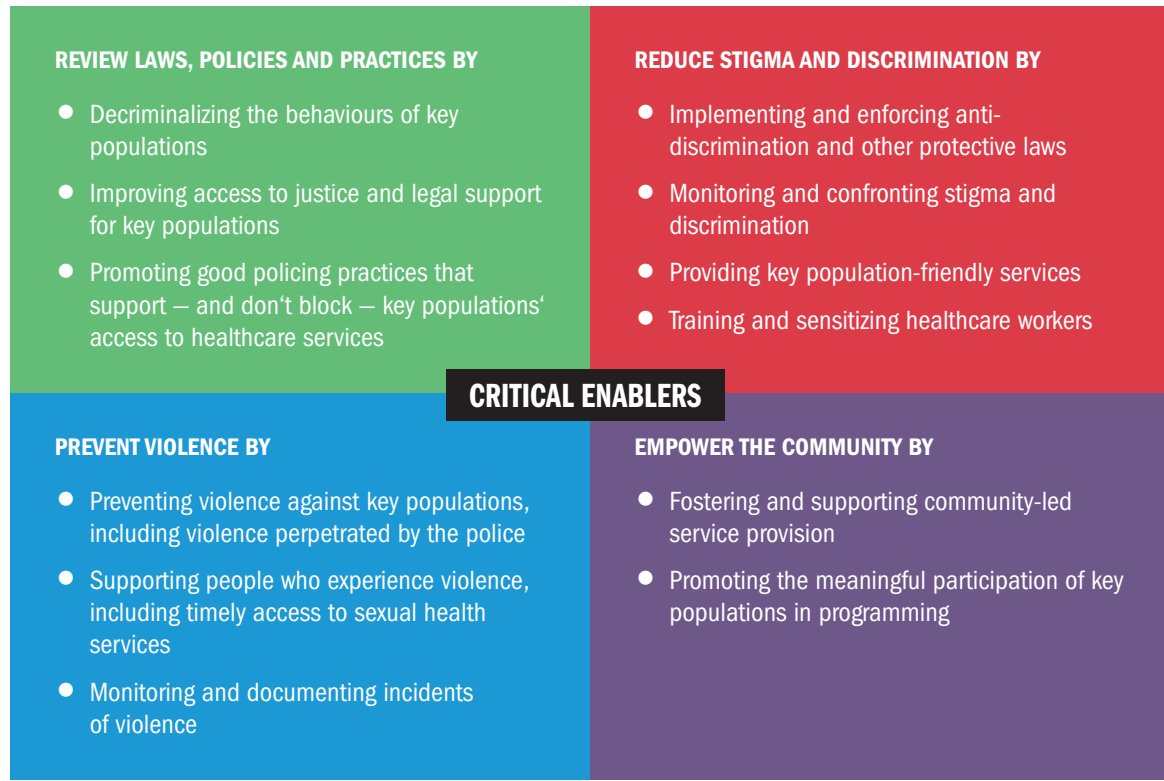 REVIEW LAWS, POLICIES AND PRACTICES BY
● Decriminalizing the behaviours of key
populations
● Improving access to justice and legal support
for key populations
● Promoting good policing practices that
support — and don‘t block — key populations‘
access to healthcare services
REDUCE STIGMA AND DISCRIMINATION BY
● Implementing and enforcing anti-
discrimination and other protective laws
● Monitoring and confronting stigma and
discrimination
● Providing key population-friendly services
● Training and sensitizing healthcare workers
CRITICAL ENABLERS
PREVENT VIOLENCE BY
● Preventing violence against key populations,
including violence perpetrated by the police
● Supporting people who experience violence,
including timely access to sexual health
services
● Monitoring and documenting incidents
of violence
EMPOWER THE COMMUNITY BY
● Fostering and supporting community-led
service provision
● Promoting the meaningful participation of key
populations in programming